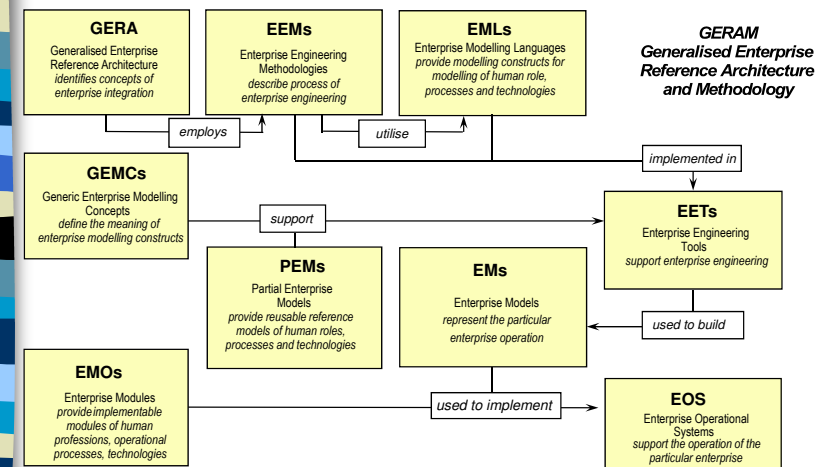 GERA
Generalised Enterprise
Reference Architecture
identifies concepts of
enterprise integration
EEMs
Enterprise Engineering
Methodologies
describe process of
enterprise engineering
EMLs
Enterprise Modelling Languages
provide modelling constructs for
modelling of human role,
processes and technologies
GERAM
Generalised Enterprise
Reference Architecture
and Methodology
employs
utilise
implemented in
GEMCs
Generic Enterprise Modelling
Concepts
define the meaning of
enterprise modelling constructs
support
EETs
Enterprise Engineering
Tools
support enterprise engineering
PEMs
Partial Enterprise
Models
provide reusable reference
models of human roles,
processes and technologies
EMs
Enterprise Models
represent the particular
enterprise operation
used to build
EMOs
Enterprise Modules
provide implementable
modules of human
professions, operational
processes, technologies
used to implement
EOS
Enterprise Operational
Systems
support the operation of the
particular enterprise